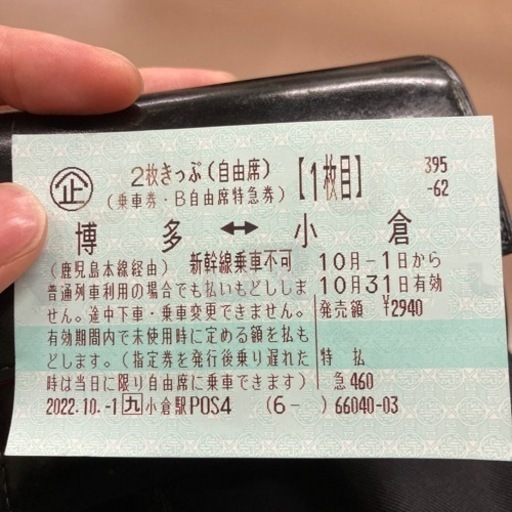 企 2枚きっぷ(自由席) 【1枚目】 395
(乗車券・B自由席特急券) -62
博多 ↔ 小倉
(鹿児島本線経由) 新幹線乗車不可 10月-1日から
普通列車利用の場合でも払いもどししま 10月31日有効
せん。途中下車・乗車変更できません。 発売額 ¥2940
有効期間内で未使用時に定める額を払も
どします。(指定券を発行後乗り遅れた 特 払
時は当日に限り自由席に乗車できます) 急460
2022.10.-1 九 小倉駅POS4 (6- ) 66040-03